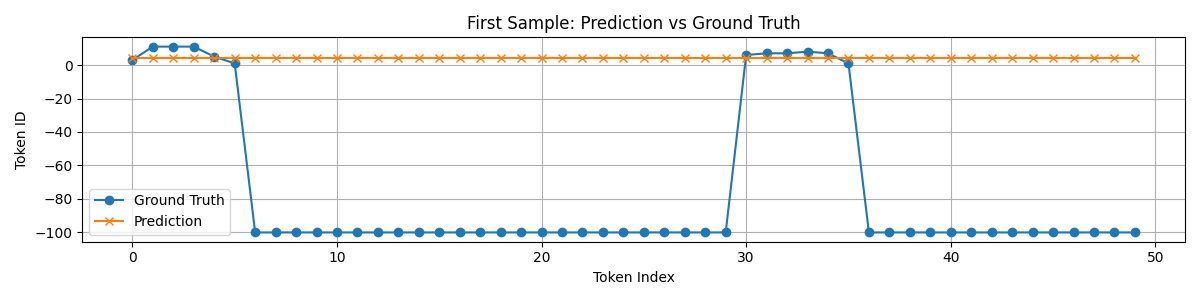 First Sample: Prediction vs Ground Truth
Token ID
0
−20
−40
−60
−80
−100
Ground Truth
Prediction
0
10
20
30
40
50
Token Index